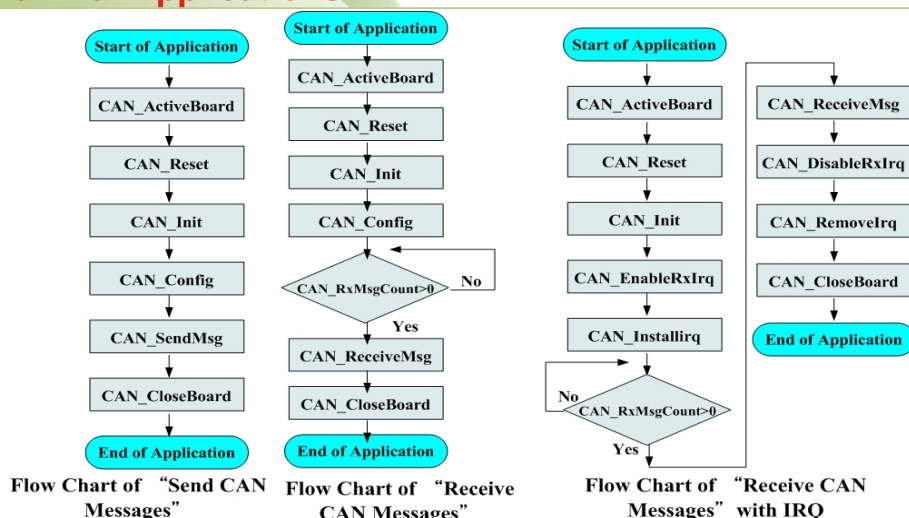 Start of Application
CAN_ActiveBoard
CAN_Reset
CAN_Init
CAN_Config
CAN_SendMsg
CAN_CloseBoard
End of Application
Flow Chart of “Send CAN
Messages”
Start of Application
CAN_ActiveBoard
CAN_Reset
CAN_Init
CAN_Config
CAN_RxMsgCount>0
No
Yes
CAN_ReceiveMsg
CAN_CloseBoard
End of Application
Flow Chart of “Receive
CAN Messages”
Start of Application
CAN_ActiveBoard
CAN_Reset
CAN_Init
CAN_EnableRxIrq
CAN_Installirq
No
CAN_RxMsgCount>0
Yes
CAN_ReceiveMsg
CAN_DisableRxIrq
CAN_RemoveIrq
CAN_CloseBoard
End of Application
Flow Chart of “Receive CAN
Messages” with IRQ